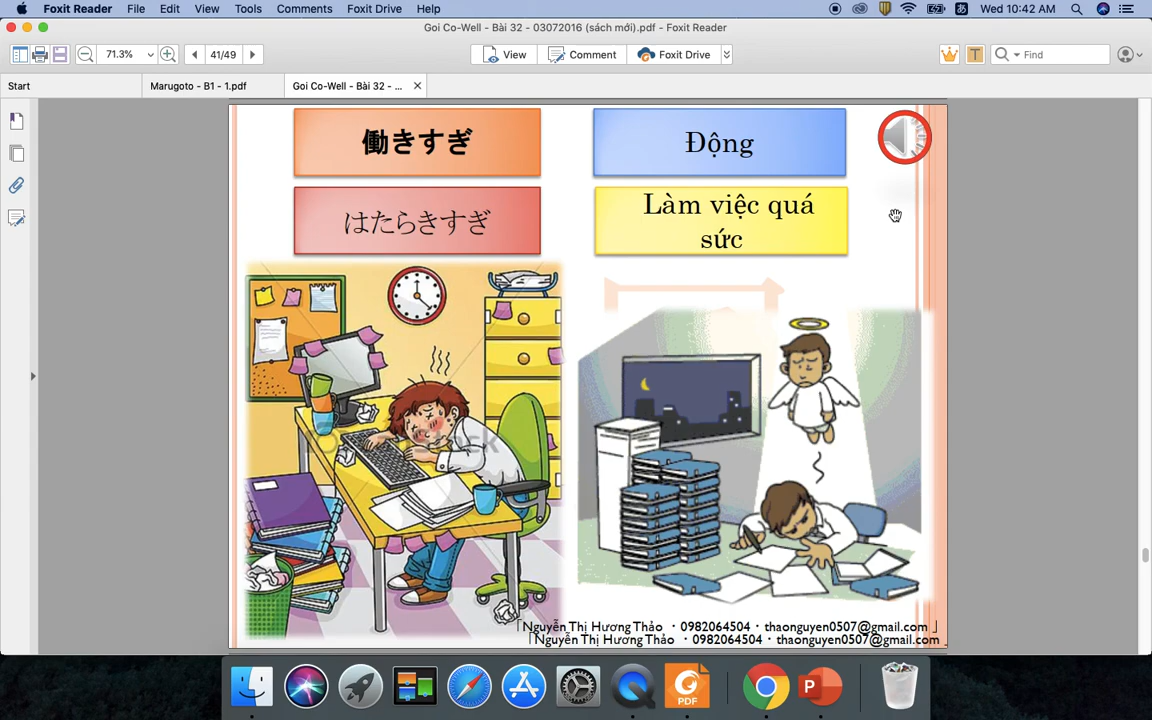 Foxit Reader File Edit View Tools Comments Foxit Drive Help あ Wed 10:42 AM
Goi Co-Well - Bài 32 - 03072016 (sách mới).pdf - Foxit Reader
71.3% 41/49 View Comment Foxit Drive T Find
Start Marugoto - B1 - 1.pdf Goi Co-Well - Bài 32 - ...
働きすぎ
Động
はたらきすぎ
Làm việc quá
sức
「Nguyễn Thị Hương Thảo ・0982064504・ thaonguyen0507@gmail.com 」
「Nguyễn Thị Hương Thảo ・0982064504・ thaonguyen0507@gmail.com
PDF
P